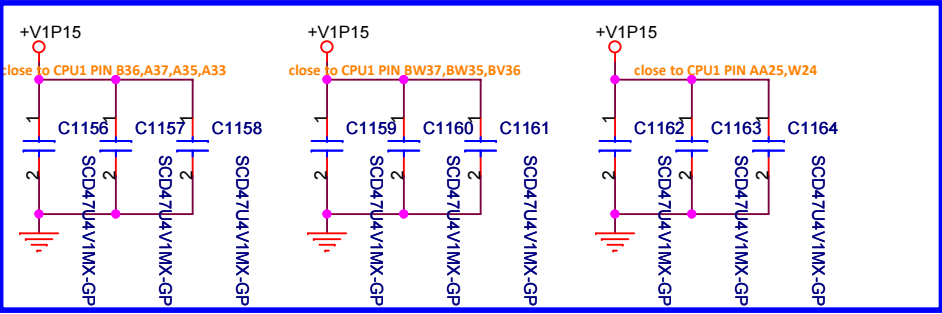 +V1P15
close to CPU1 PIN B36,A37,A35,A33
1
C1156
1
C1157
1
C1158
2
2
2
SCD47U4V1MX-GP
SCD47U4V1MX-GP
SCD47U4V1MX-GP
+V1P15
close to CPU1 PIN BW37,BW35,BV36
1
C1159
1
C1160
1
C1161
2
2
2
SCD47U4V1MX-GP
SCD47U4V1MX-GP
SCD47U4V1MX-GP
+V1P15
close to CPU1 PIN AA25,W24
1
C1162
1
C1163
1
C1164
2
2
2
SCD47U4V1MX-GP
SCD47U4V1MX-GP
SCD47U4V1MX-GP